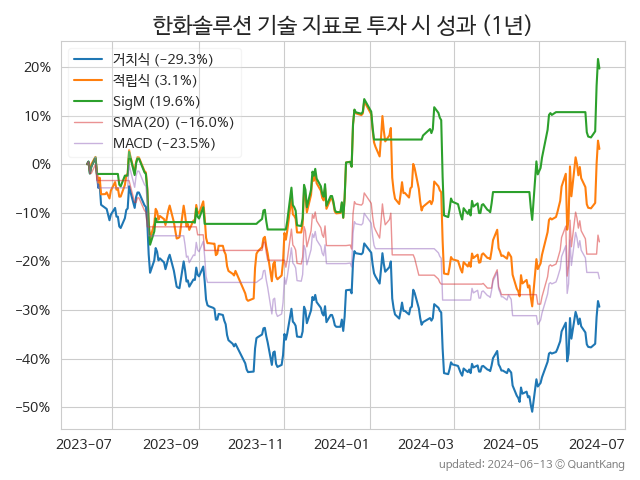 한화솔루션 기술 지표로 투자 시 성과 (1년)
거치식 (−29.3%)
적립식 (3.1%)
SigM (19.6%)
SMA(20) (−16.0%)
MACD (−23.5%)
20%
10%
0%
−10%
−20%
−30%
−40%
−50%
2023-07 2023-09 2023-11 2024-01 2024-03 2024-05 2024-07
updated: 2024-06-13 © QuantKang